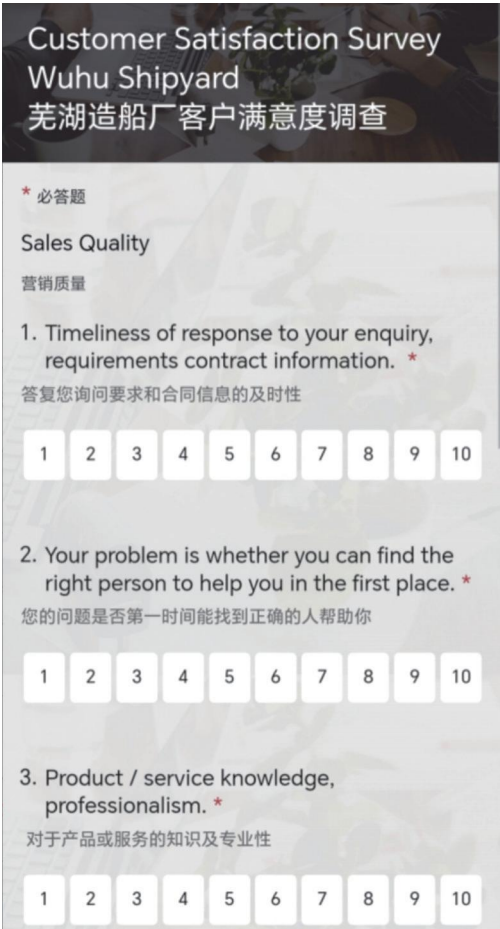 Customer Satisfaction Survey
Wuhu Shipyard
芜湖造船厂客户满意度调查
* 必答题
Sales Quality
营销质量
1. Timeliness of response to your enquiry,
requirements contract information. *
答复您询问要求和合同信息的及时性
1 2 3 4 5 6 7 8 9 10
2. Your problem is whether you can find the
right person to help you in the first place. *
您的问题是否第一时间能找到正确的人帮助你
1 2 3 4 5 6 7 8 9 10
3. Product / service knowledge,
professionalism. *
对于产品或服务的知识及专业性
1 2 3 4 5 6 7 8 9 10